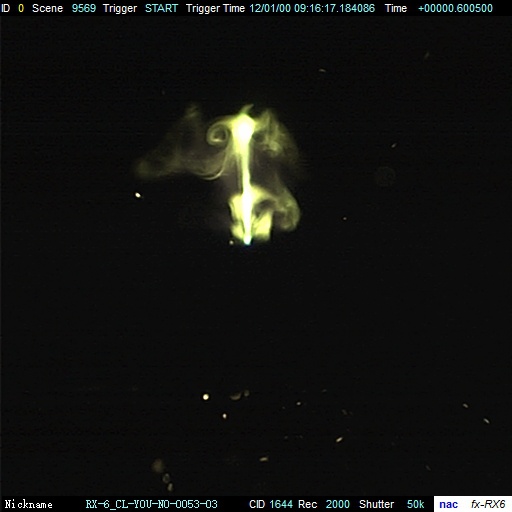 ID 0 Scene 9569 Trigger START Trigger Time 12/01/00 09:16:17.184086 Time +00000.600500
Nickname RX-6_CL-YOU-NO-0053-03 CID 1644 Rec 2000 Shutter 50k nac fx-RX6